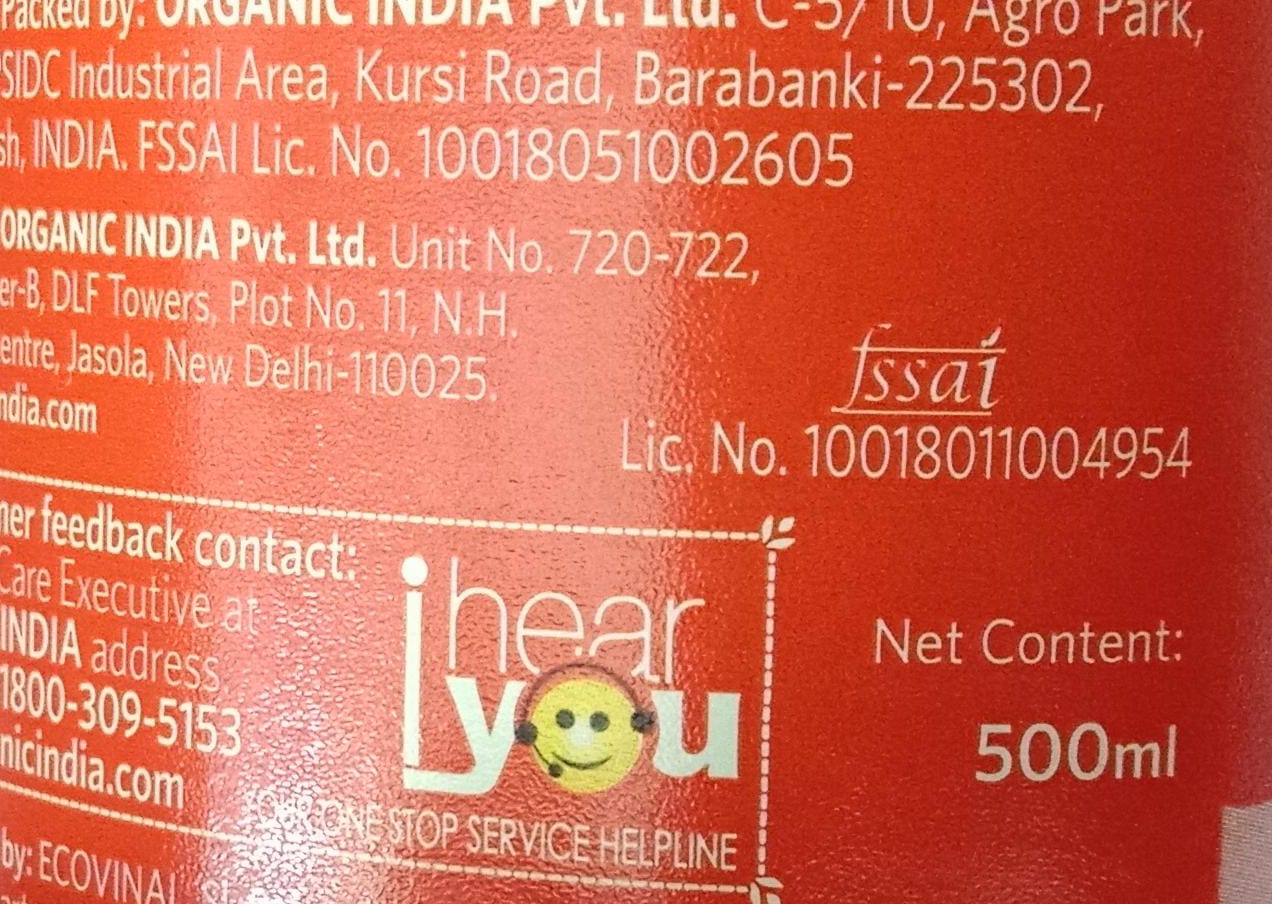 Packed by: ORGANIC INDIA Pvt. Ltd. C-5/10, Agro Park,
PSIDC Industrial Area, Kursi Road, Barabanki-225302,
sh, INDIA. FSSAI Lic. No. 10018051002605
ORGANIC INDIA Pvt. Ltd. Unit No. 720-722,
er-B, DLF Towers, Plot No. 11, N.H.
entre, Jasola, New Delhi-110025.
ndia.com
fssai
Lic. No. 10018011004954
ner feedback contact:
Care Executive at
INDIA address
1800-309-5153
nicindia.com
i hear
you
YOUR ONE STOP SERVICE HELPLINE
Net Content:
500ml
by: ECOVINAL